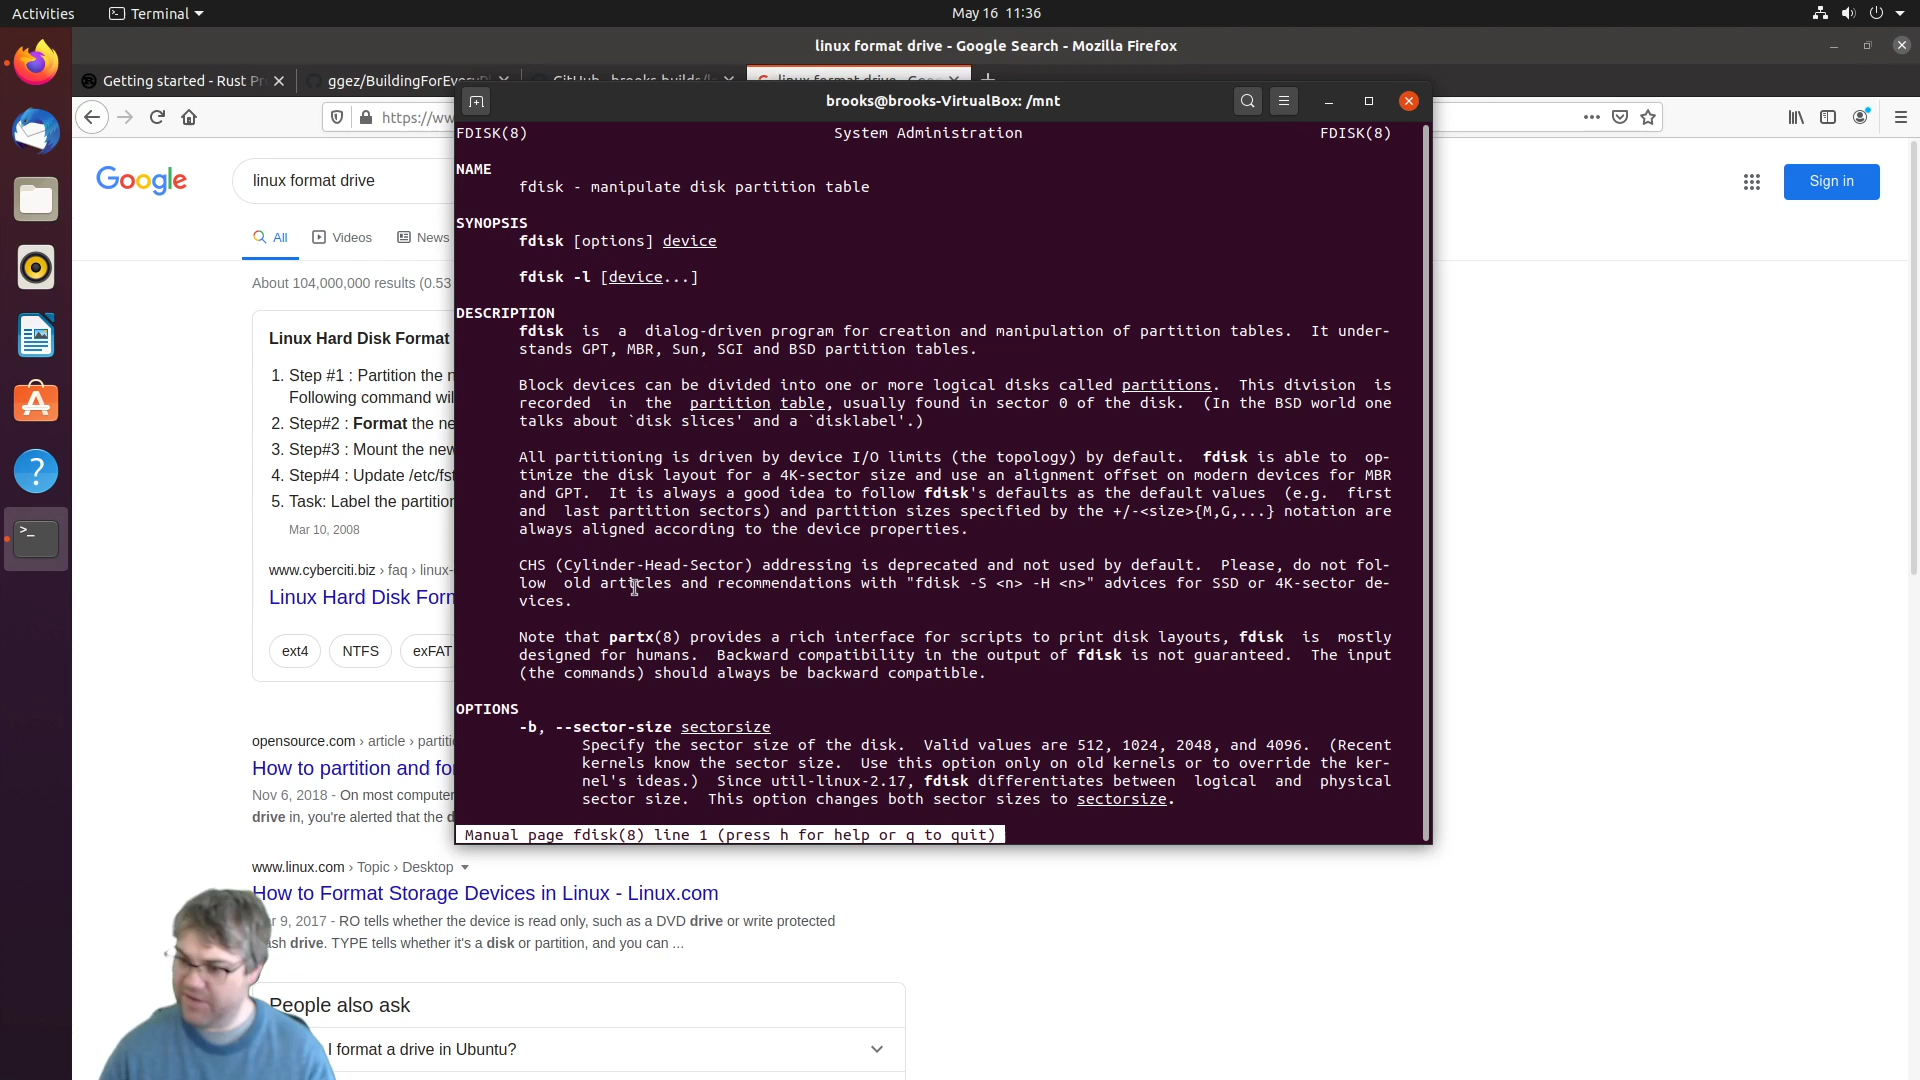 Activities
Terminal
May 16 11:36
linux format drive - Google Search - Mozilla Firefox
Getting started - Rust Pr
ggez/BuildingForEvery
linux format drive - Goog
brooks@brooks-VirtualBox: /mnt
https://ww
Google
linux format drive
Sign in
All
Videos
News
About 104,000,000 results (0.53
Linux Hard Disk Format
1. Step #1 : Partition the n
Following command wil
2. Step#2 : Format the ne
3. Step#3 : Mount the new
4. Step#4 : Update /etc/fst
5. Task: Label the partition
Mar 10, 2008
www.cyberciti.biz › faq › linux-
Linux Hard Disk Form
ext4
NTFS
exFAT
opensource.com › article › partiti
How to partition and fo
Nov 6, 2018 - On most computer
drive in, you're alerted that the d
www.linux.com › Topic › Desktop
How to Format Storage Devices in Linux - Linux.com
r 9, 2017 - RO tells whether the device is read only, such as a DVD drive or write protected
ash drive. TYPE tells whether it's a disk or partition, and you can ...
People also ask
I format a drive in Ubuntu?
FDISK(8) System Administration FDISK(8)
NAME
fdisk - manipulate disk partition table
SYNOPSIS
fdisk [options] device
fdisk -l [device...]
DESCRIPTION
fdisk is a dialog-driven program for creation and manipulation of partition tables. It under-
stands GPT, MBR, Sun, SGI and BSD partition tables.
Block devices can be divided into one or more logical disks called partitions. This division is
recorded in the partition table, usually found in sector 0 of the disk. (In the BSD world one
talks about `disk slices' and a `disklabel'.)
All partitioning is driven by device I/O limits (the topology) by default. fdisk is able to op-
timize the disk layout for a 4K-sector size and use an alignment offset on modern devices for MBR
and GPT. It is always a good idea to follow fdisk's defaults as the default values (e.g. first
and last partition sectors) and partition sizes specified by the +/-<size>{M,G,...} notation are
always aligned according to the device properties.
CHS (Cylinder-Head-Sector) addressing is deprecated and not used by default. Please, do not fol-
low old articles and recommendations with "fdisk -S <n> -H <n>" advices for SSD or 4K-sector de-
vices.
Note that partx(8) provides a rich interface for scripts to print disk layouts, fdisk is mostly
designed for humans. Backward compatibility in the output of fdisk is not guaranteed. The input
(the commands) should always be backward compatible.
OPTIONS
-b, --sector-size sectorsize
Specify the sector size of the disk. Valid values are 512, 1024, 2048, and 4096. (Recent
kernels know the sector size. Use this option only on old kernels or to override the ker-
nel's ideas.) Since util-linux-2.17, fdisk differentiates between logical and physical
sector size. This option changes both sector sizes to sectorsize.
Manual page fdisk(8) line 1 (press h for help or q to quit)